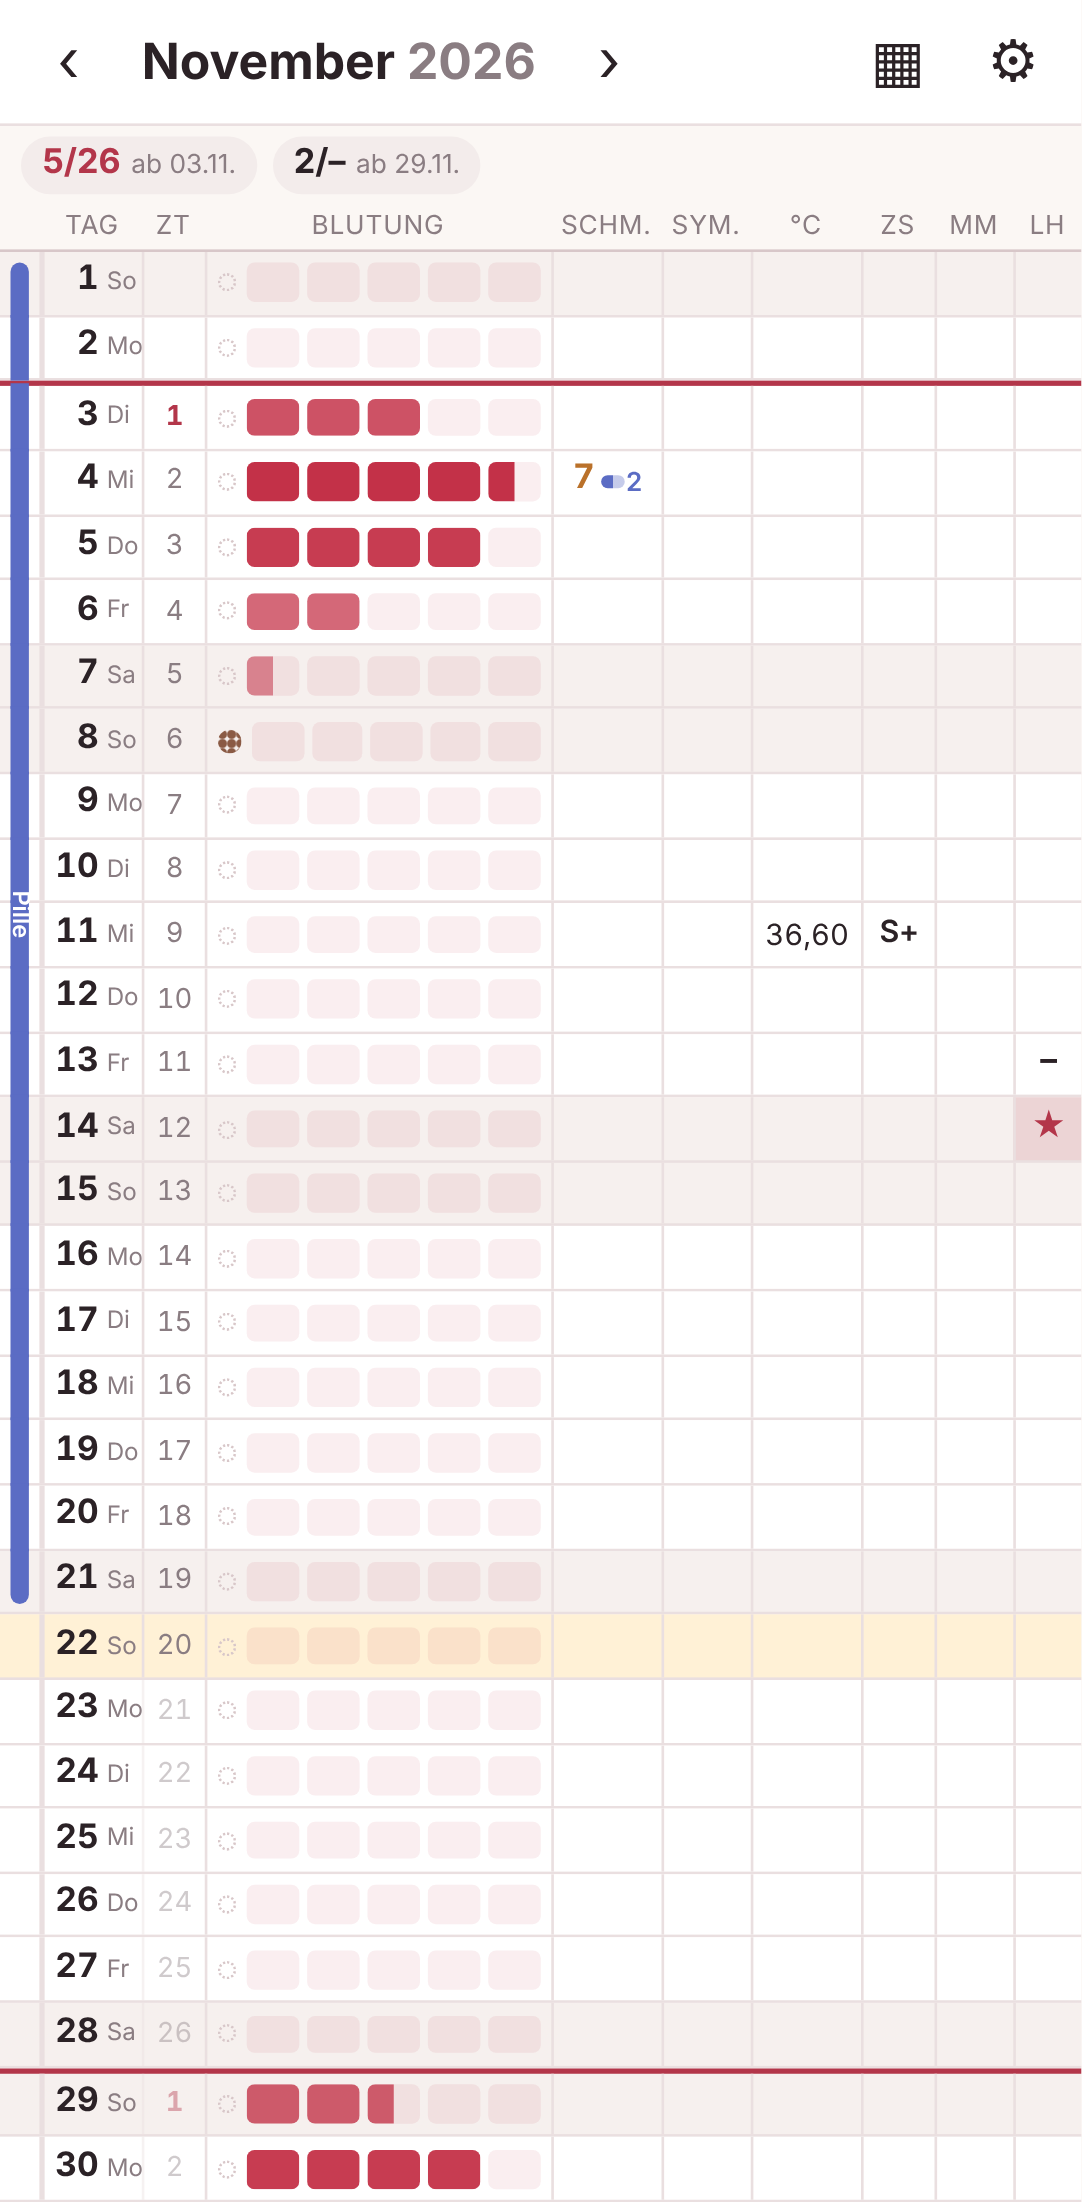 ‹ November 2026 ›
5/26 ab 03.11. 2/– ab 29.11.
TAG ZT BLUTUNG SCHM. SYM. °C ZS MM LH
1 So
2 Mo
3 Di 1
4 Mi 2 7 2
5 Do 3
6 Fr 4
7 Sa 5
8 So 6
9 Mo 7
10 Di 8
Pille
11 Mi 9 36,60 S+
12 Do 10
13 Fr 11 –
14 Sa 12 ★
15 So 13
16 Mo 14
17 Di 15
18 Mi 16
19 Do 17
20 Fr 18
21 Sa 19
22 So 20
23 Mo 21
24 Di 22
25 Mi 23
26 Do 24
27 Fr 25
28 Sa 26
29 So 1
30 Mo 2